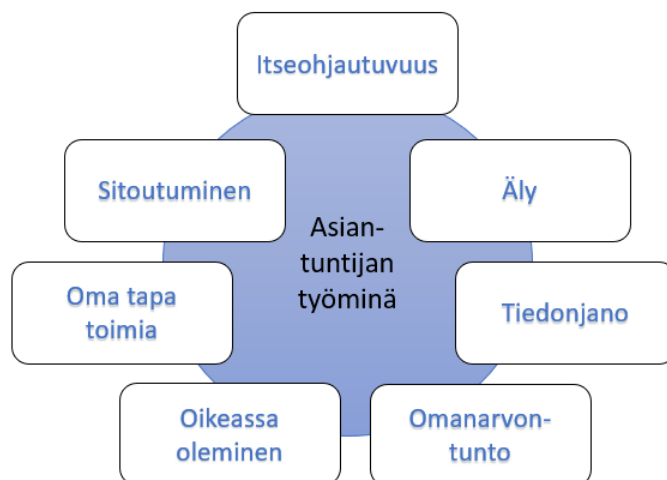 Itseohjautuvuus
Sitoutuminen
Äly
Asian-
tuntijan
työminä
Oma tapa
toimia
Tiedonjano
Oikeassa
oleminen
Omanarvon-
tunto